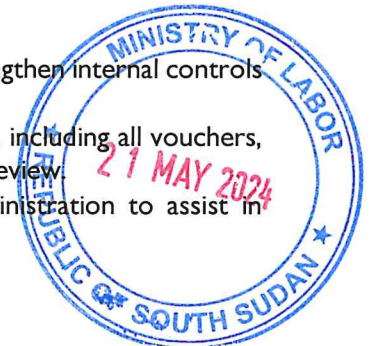 gthen internal controls
including all vouchers,
eview.
inistration to assist in
MINISTRY OF LABOR
REPUBLIC OF SOUTH SUDAN
21 MAY 2024